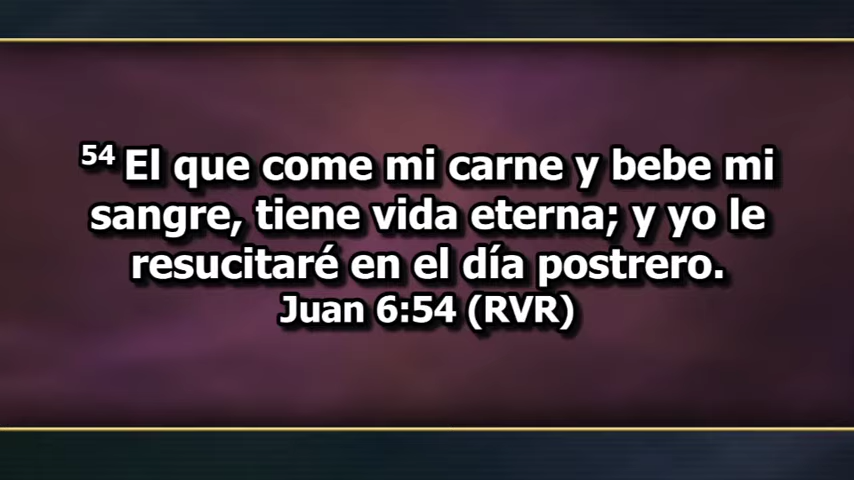 54 El que come mi carne y bebe mi
sangre, tiene vida eterna; y yo le
resucitaré en el día postrero.
Juan 6:54 (RVR)